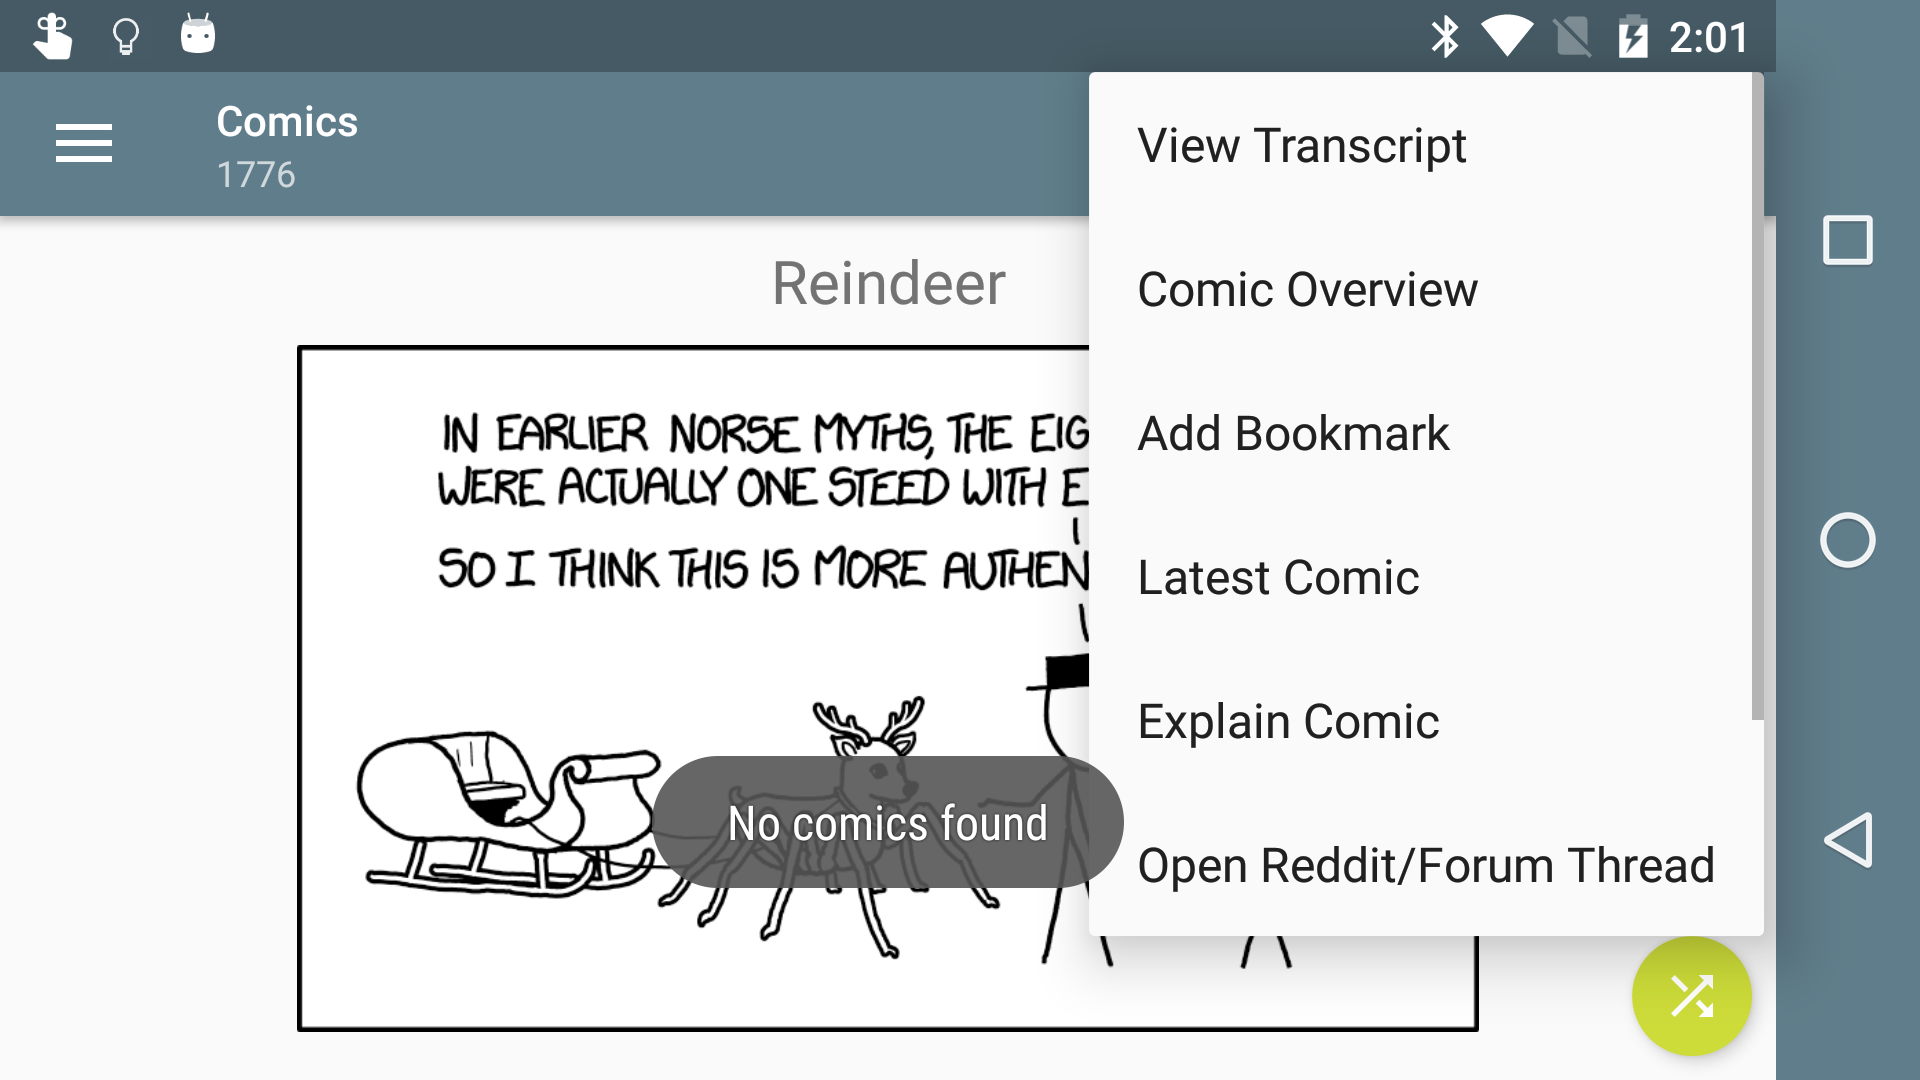 2:01
Comics
1776
Reindeer
IN EARLIER NORSE MYTHS, THE EIG
WERE ACTUALLY ONE STEED WITH E
SO I THINK THIS IS MORE AUTHEN
No comics found
View Transcript
Comic Overview
Add Bookmark
Latest Comic
Explain Comic
Open Reddit/Forum Thread